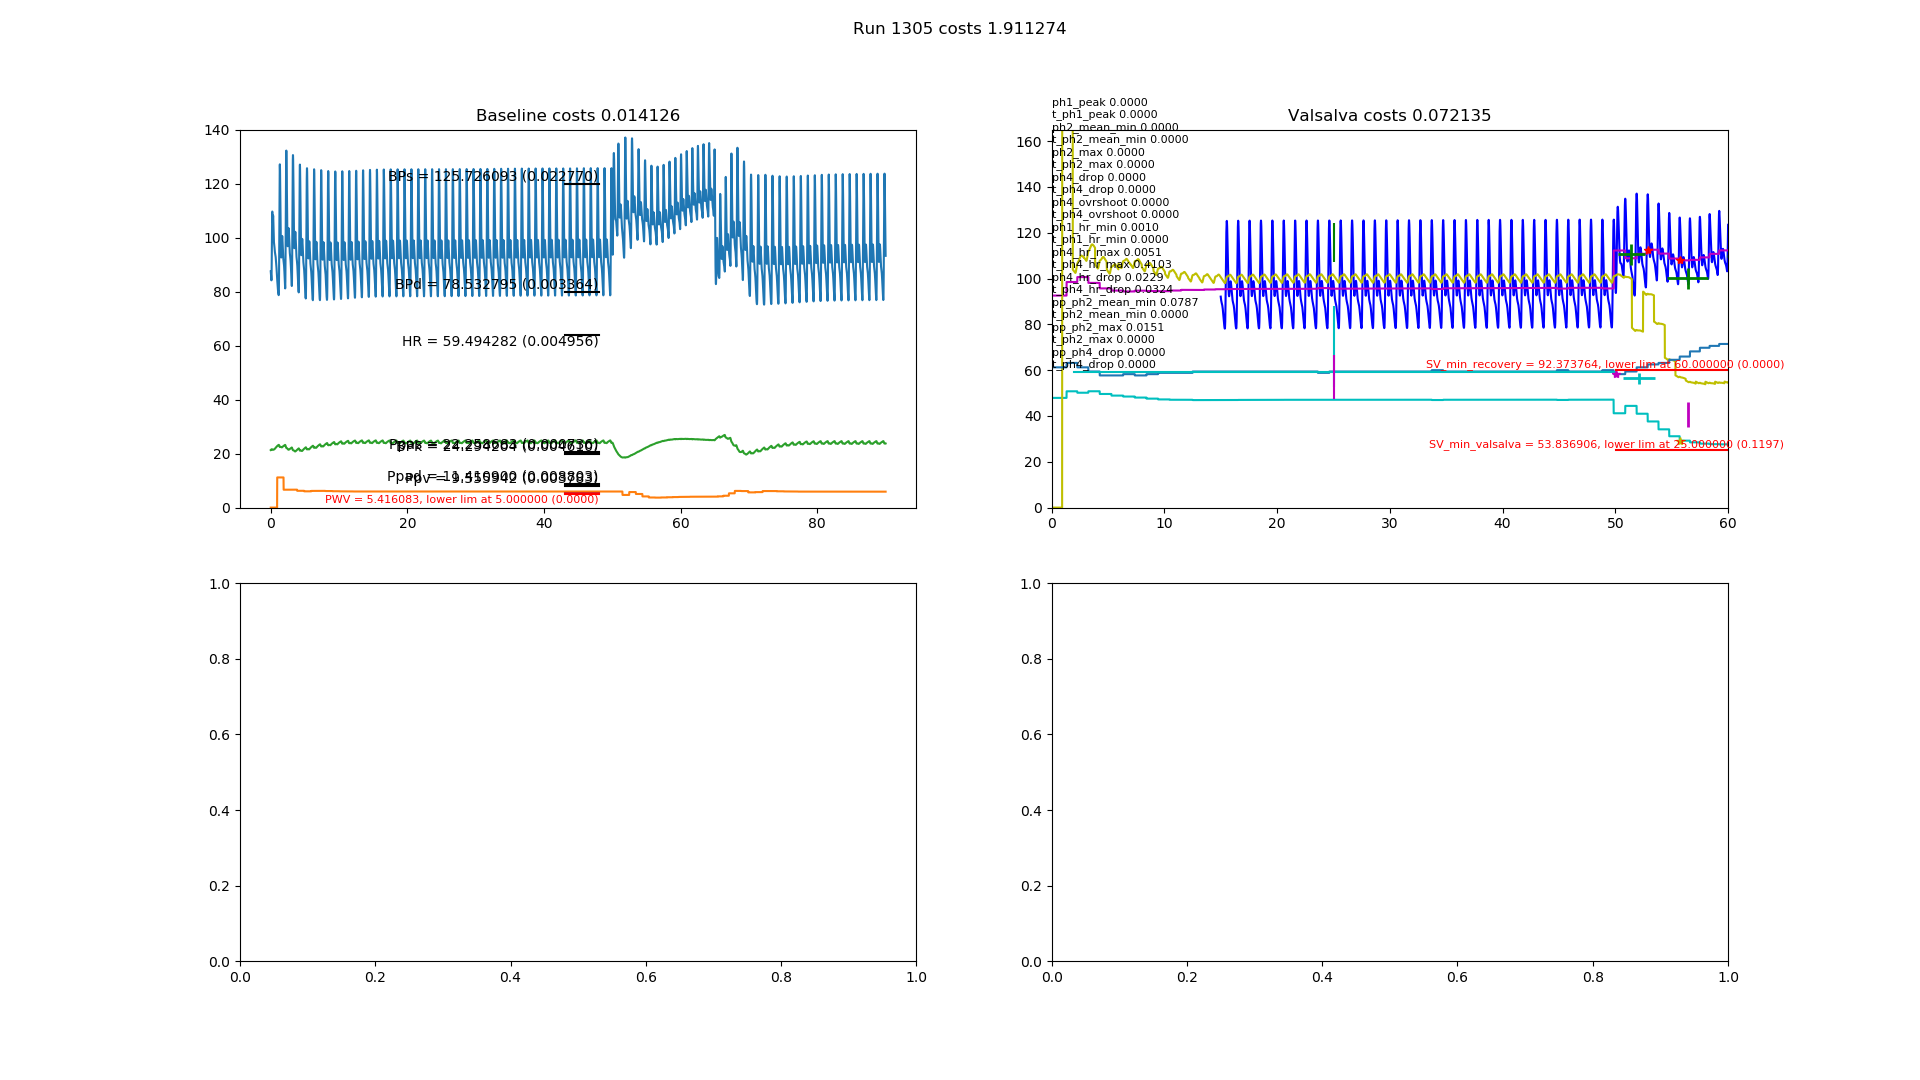 Run 1305 costs 1.911274
Baseline costs 0.014126
140
120
100
80
60
40
20
0
BPs = 125.726093 (0.022770)
BPd = 78.532795 (0.003364)
HR = 59.494282 (0.004956)
PWV = 5.416083, lower lim at 5.000000 (0.0000)
0
20
40
60
80
Valsalva costs 0.072135
ph1_peak 0.0000
t_ph1_peak 0.0000
ph2_mean_min 0.0000
t_ph2_mean_min 0.0000
ph2_max 0.0000
t_ph2_max 0.0000
ph4_drop 0.0000
t_ph4_drop 0.0000
ph4_ovrshoot 0.0000
t_ph4_ovrshoot 0.0000
ph1_hr_min 0.0010
t_ph1_hr_min 0.0000
ph4_hr_max 0.0051
t_ph4_hr_max 0.4103
ph4_hr_drop 0.0229
t_ph4_hr_drop 0.0324
pp_ph2_mean_min 0.0787
t_ph2_mean_min 0.0000
pp_ph2_max 0.0151
t_ph2_max 0.0000
pp_ph4_drop 0.0000
t_ph4_drop 0.0000
160
140
120
100
80
60
40
20
0
SV_min_recovery = 92.373764, lower lim at 60.000000 (0.0000)
SV_min_valsalva = 53.836906, lower lim at 25.000000 (0.1197)
0
10
20
30
40
50
60
1.0
0.8
0.6
0.4
0.2
0.0
0.0
0.2
0.4
0.6
0.8
1.0
1.0
0.8
0.6
0.4
0.2
0.0
0.0
0.2
0.4
0.6
0.8
1.0